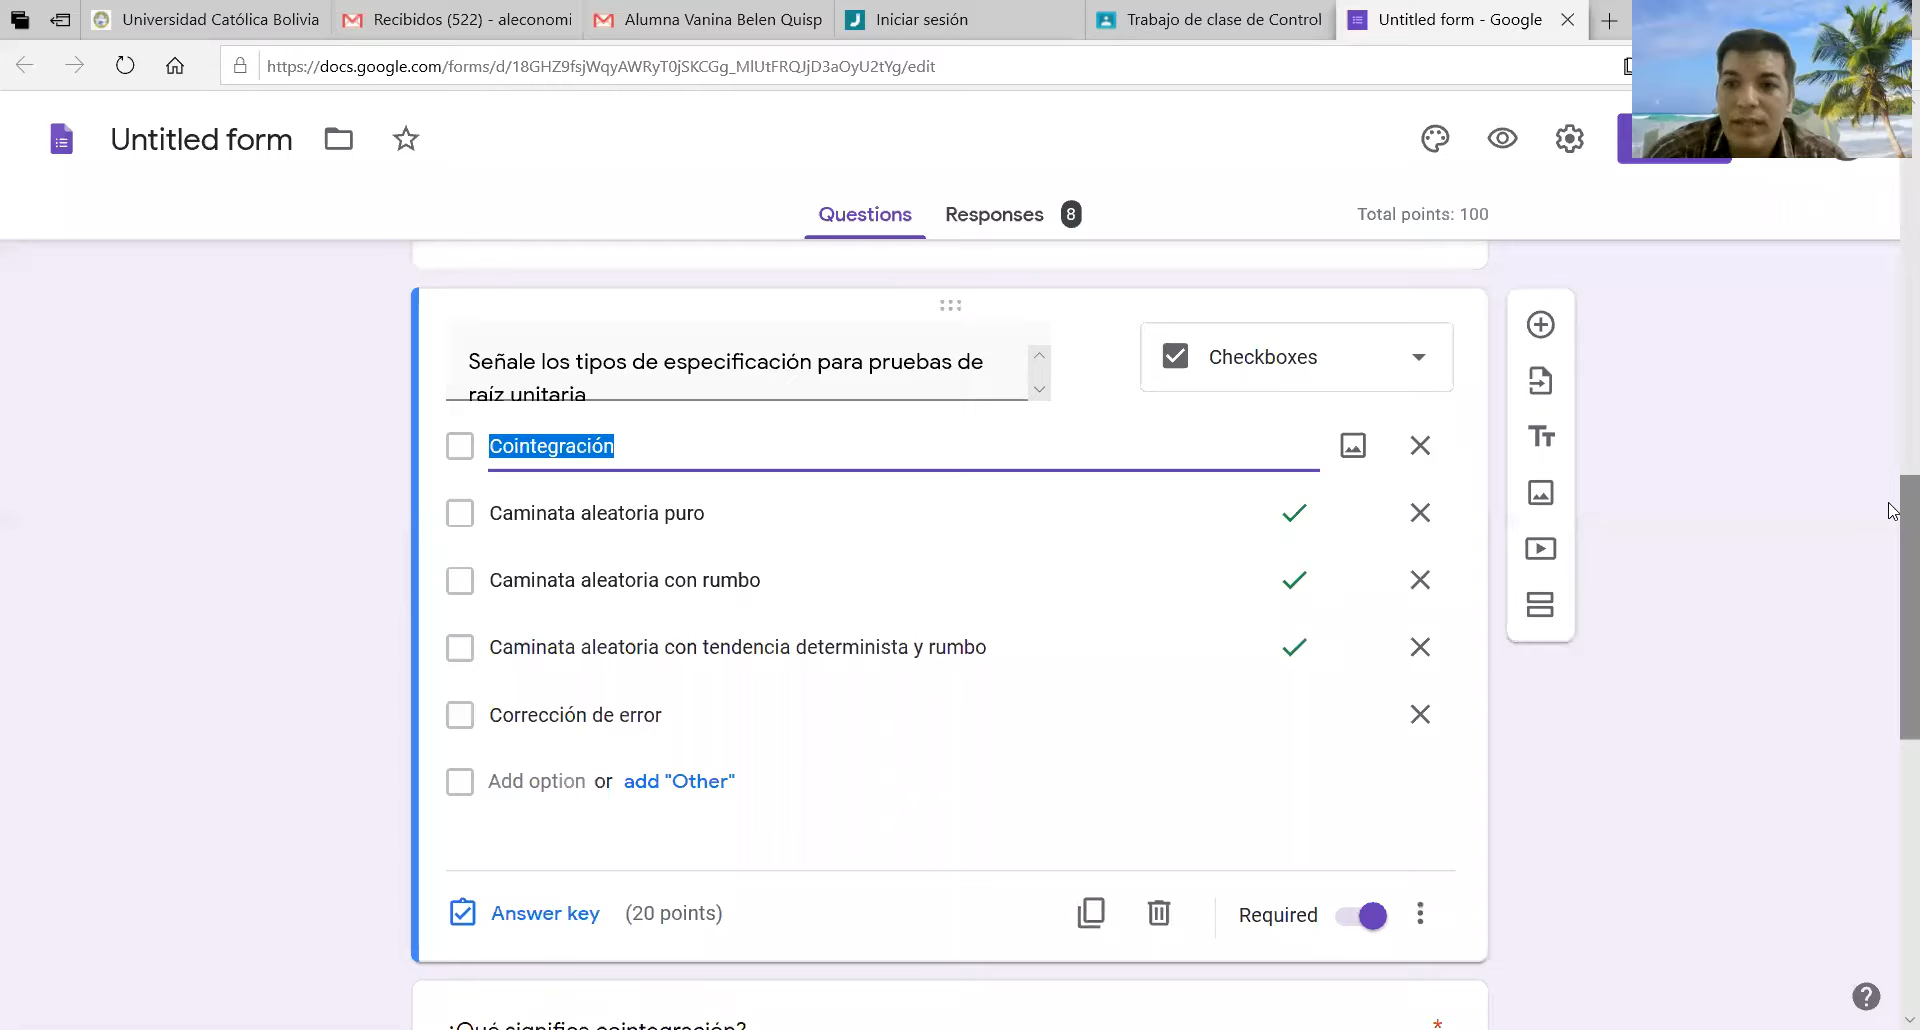 Universidad Católica Bolivia
Recibidos (522) - aleconomi
Alumna Vanina Belen Quisp
Iniciar sesión
Trabajo de clase de Control
Untitled form - Google
https://docs.google.com/forms/d/18GHZ9fsjWqyAWRyT0jSKCGg_MlUtFRQJjD3aOyU2tYg/edit
Untitled form
Questions
Responses
8
Total points: 100
Señale los tipos de especificación para pruebas de
raíz unitaria
Checkboxes
Cointegración
Caminata aleatoria puro
Caminata aleatoria con rumbo
Caminata aleatoria con tendencia determinista y rumbo
Corrección de error
Add option or add "Other"
Answer key (20 points)
Required
¿Qué significa cointegración?
*